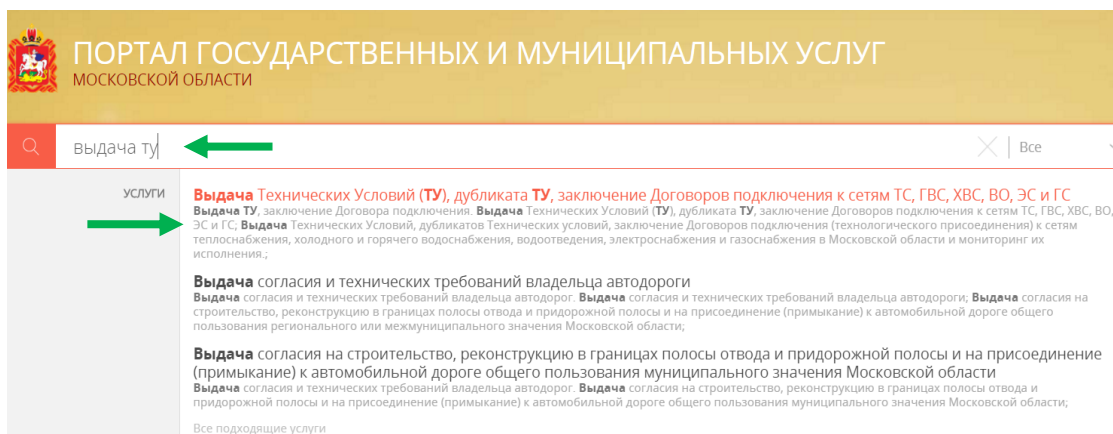 ПОРТАЛ ГОСУДАРСТВЕННЫХ И МУНИЦИПАЛЬНЫХ УСЛУГ
МОСКОВСКОЙ ОБЛАСТИ
выдача ту
Все
УСЛУГИ
Выдача Технических Условий (ТУ), дубликата ТУ, заключение Договоров подключения к сетям ТС, ГВС, ХВС, ВО, ЭС и ГС
Выдача ТУ, заключение Договора подключения. Выдача Технических Условий (ТУ), дубликата ТУ, заключение Договоров подключения к сетям ТС, ГВС, ХВС, ВО,
ЭС и ГС; Выдача Технических Условий, дубликатов Технических условий, заключение Договоров подключения (технологического присоединения) к сетям
теплоснабжения, холодного и горячего водоснабжения, водоотведения, электроснабжения и газоснабжения в Московской области и мониторинг их
исполнения.;
Выдача согласия и технических требований владельца автодороги
Выдача согласия и технических требований владельца автодорог. Выдача согласия и технических требований владельца автодороги; Выдача согласия на
строительство, реконструкцию в границах полосы отвода и придорожной полосы и на присоединение (примыкание) к автомобильной дороге общего
пользования регионального или межмуниципального значения Московской области;
Выдача согласия на строительство, реконструкцию в границах полосы отвода и придорожной полосы и на присоединение
(примыкание) к автомобильной дороге общего пользования муниципального значения Московской области
Выдача согласия и технических требований владельца автодорог. Выдача согласия на строительство, реконструкцию в границах полосы отвода и
придорожной полосы и на присоединение (примыкание) к автомобильной дороге общего пользования муниципального значения Московской области;
Все подходящие услуги